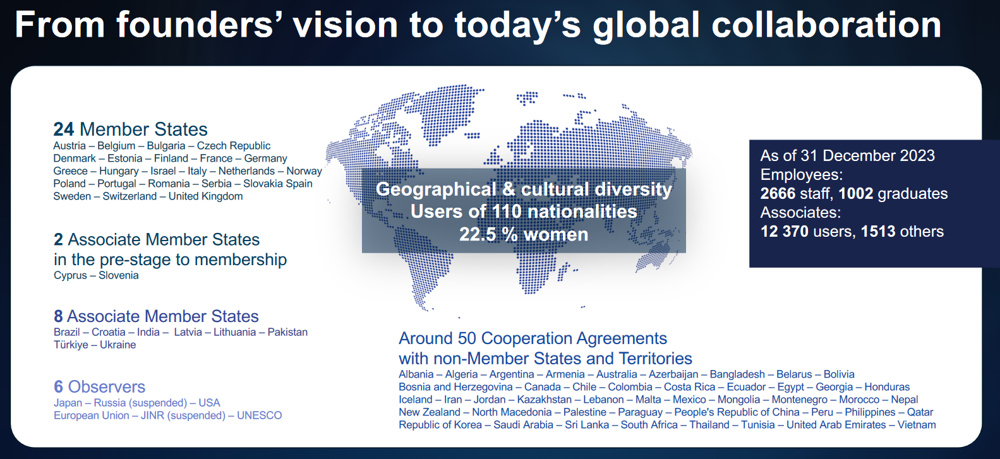 From founders’ vision to today’s global collaboration
24 Member States
Austria – Belgium – Bulgaria – Czech Republic
Denmark – Estonia – Finland – France – Germany
Greece – Hungary – Israel – Italy – Netherlands – Norway
Poland – Portugal – Romania – Serbia – Slovakia Spain
Sweden – Switzerland – United Kingdom
2 Associate Member States
in the pre-stage to membership
Cyprus – Slovenia
8 Associate Member States
Brazil – Croatia – India – Latvia – Lithuania – Pakistan
Türkiye – Ukraine
6 Observers
Japan – Russia (suspended) – USA
European Union – JINR (suspended) – UNESCO
Geographical & cultural diversity
Users of 110 nationalities
22.5 % women
Around 50 Cooperation Agreements
with non-Member States and Territories
Albania – Algeria – Argentina – Armenia – Australia – Azerbaijan – Bangladesh – Belarus – Bolivia
Bosnia and Herzegovina – Canada – Chile – Colombia – Costa Rica – Ecuador – Egypt – Georgia – Honduras
Iceland – Iran – Jordan – Kazakhstan – Lebanon – Malta – Mexico – Mongolia – Montenegro – Morocco – Nepal
New Zealand – North Macedonia – Palestine – Paraguay – People's Republic of China – Peru – Philippines – Qatar
Republic of Korea – Saudi Arabia – Sri Lanka – South Africa – Thailand – Tunisia – United Arab Emirates – Vietnam
As of 31 December 2023
Employees:
2666 staff, 1002 graduates
Associates:
12 370 users, 1513 others